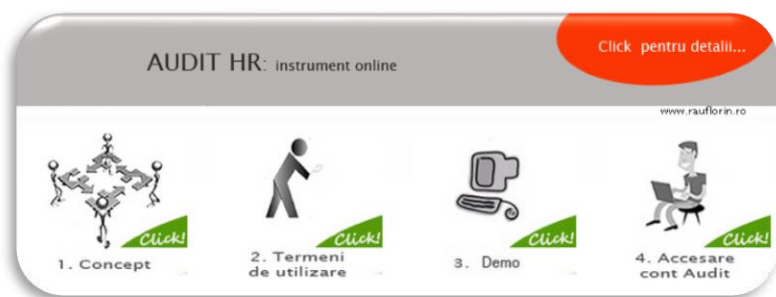 AUDIT HR: instrument online
Click pentru detalii...
www.rauflorin.ro
Click!
1. Concept
Click!
2. Termeni
de utilizare
Click!
3. Demo
Click!
4. Accesare
cont Audit